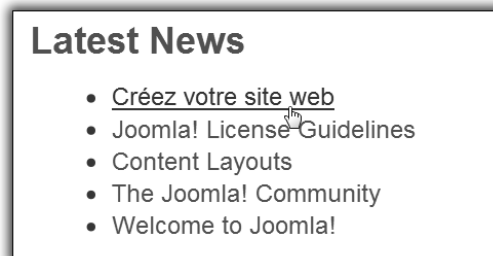 Latest News
Créez votre site web
Joomla! License Guidelines
Content Layouts
The Joomla! Community
Welcome to Joomla!